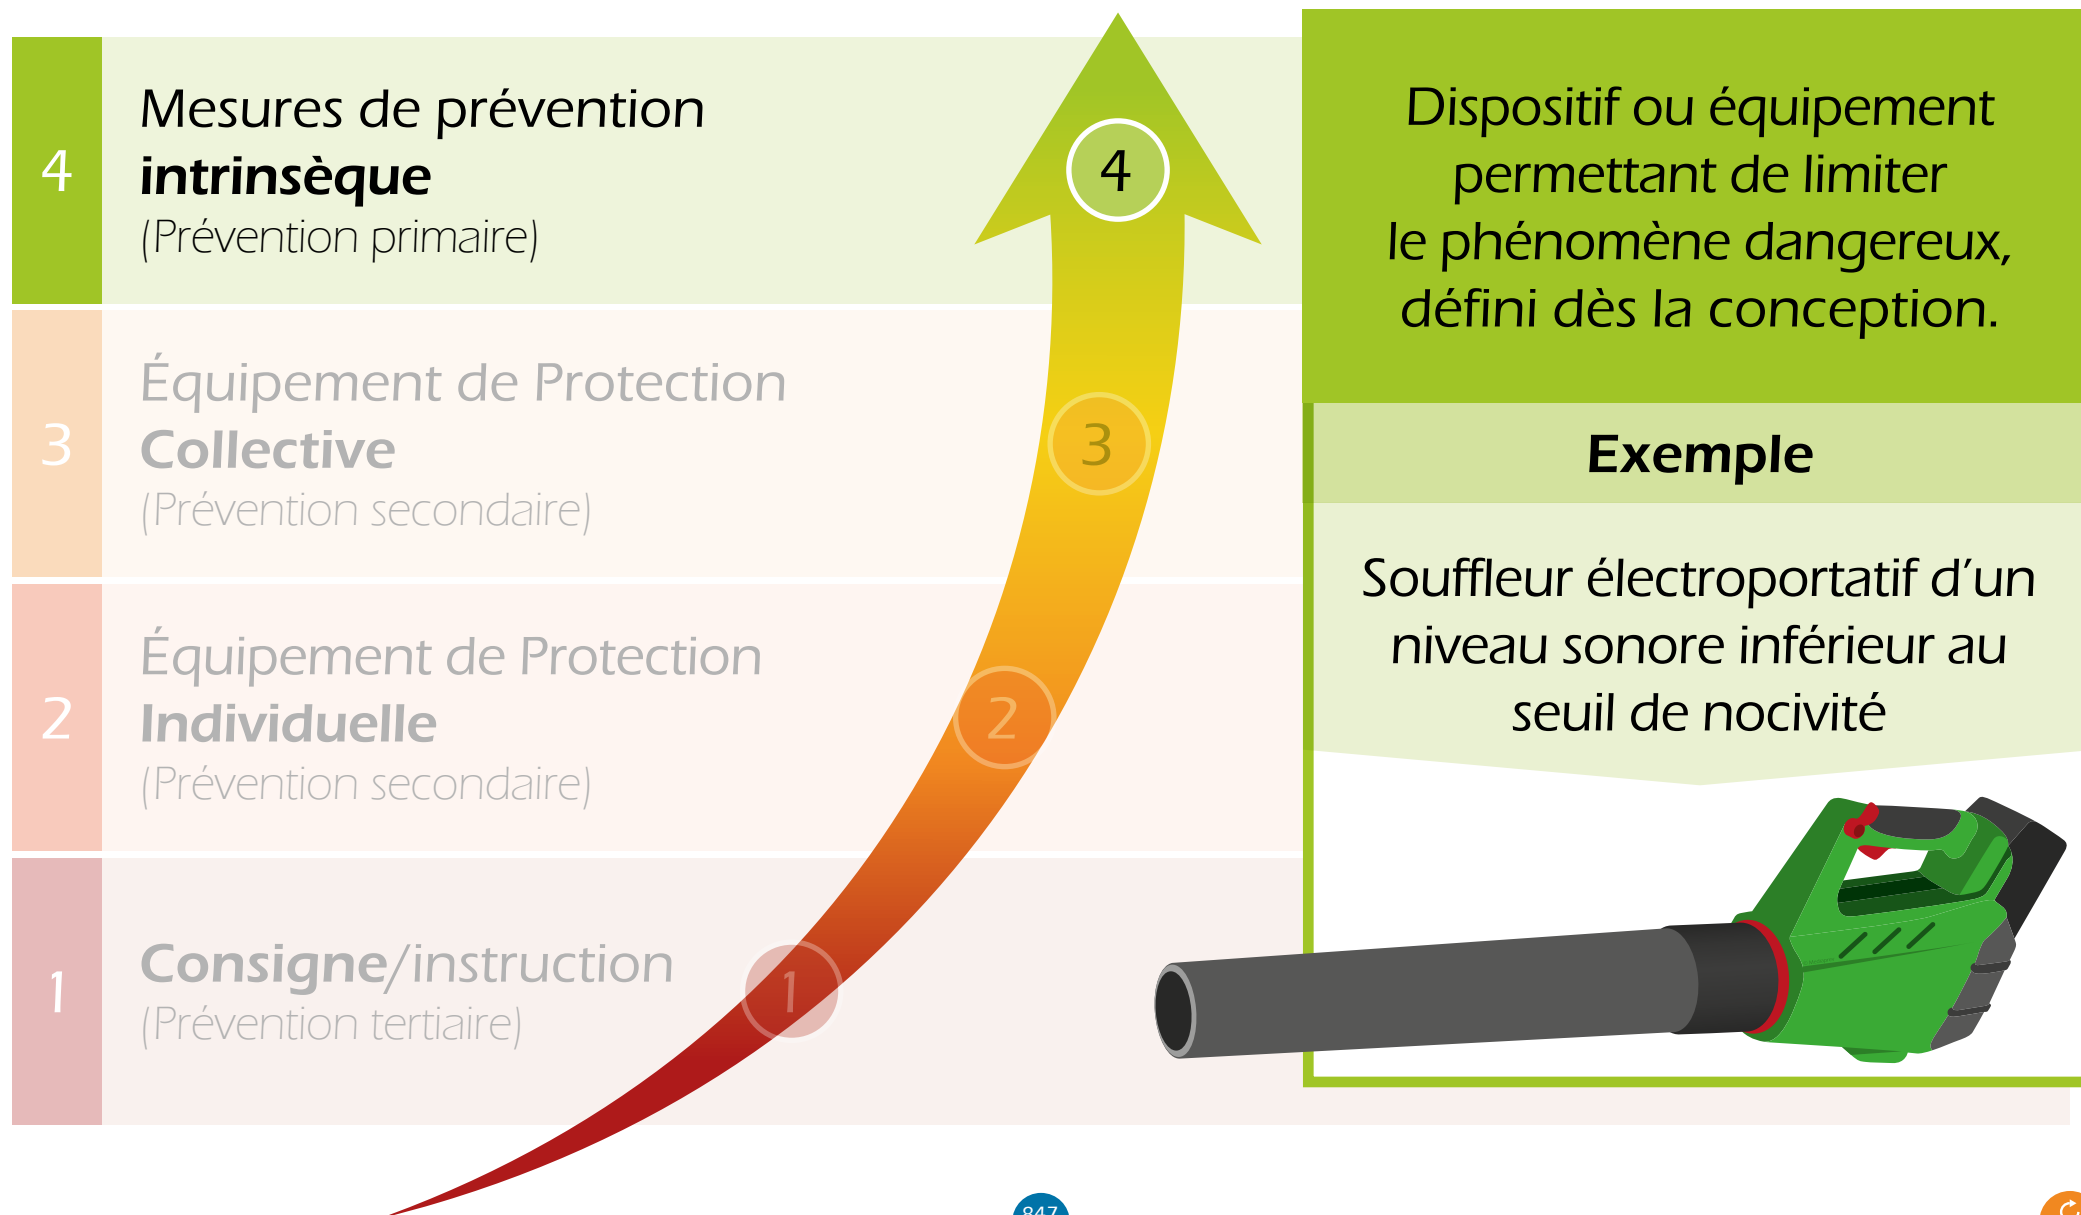 4
Mesures de prévention
intrinsèque
(Prévention primaire)
4
3
Équipement de Protection
Collective
(Prévention secondaire)
3
2
Équipement de Protection
Individuelle
(Prévention secondaire)
2
1
Consigne/instruction
(Prévention tertiaire)
1
Dispositif ou équipement
permettant de limiter
le phénomène dangereux,
défini dès la conception.
Exemple
Souffleur électroportatif d’un
niveau sonore inférieur au
seuil de nocivité
847